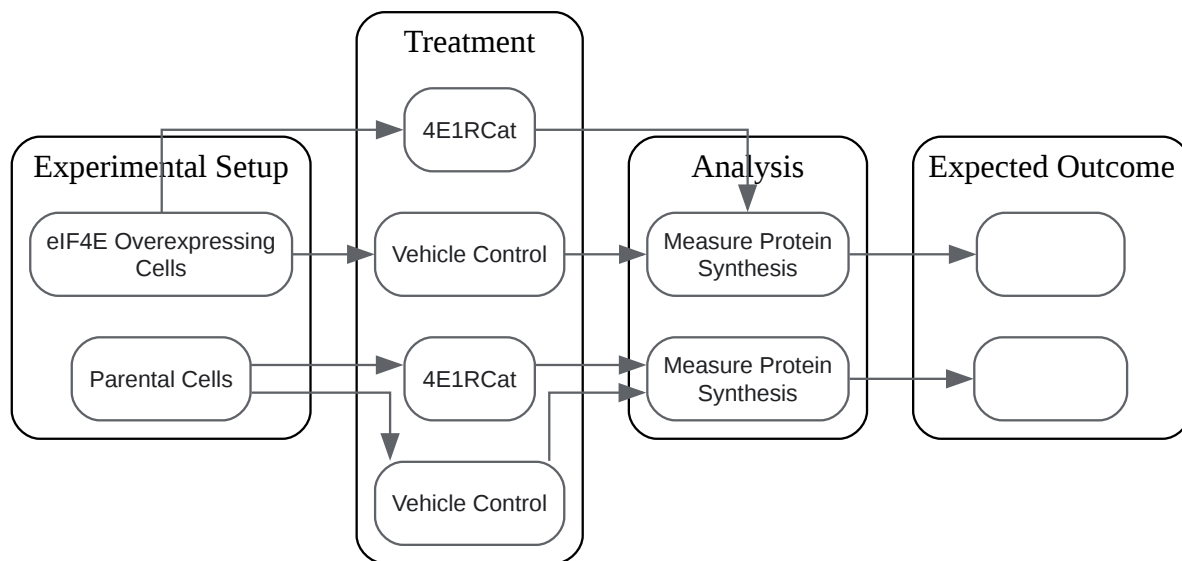 Treatment
4E1RCat
Experimental Setup
Analysis
Expected Outcome
eIF4E Overexpressing
Cells
Vehicle Control
Measure Protein
Synthesis
Parental Cells
4E1RCat
Measure Protein
Synthesis
Vehicle Control